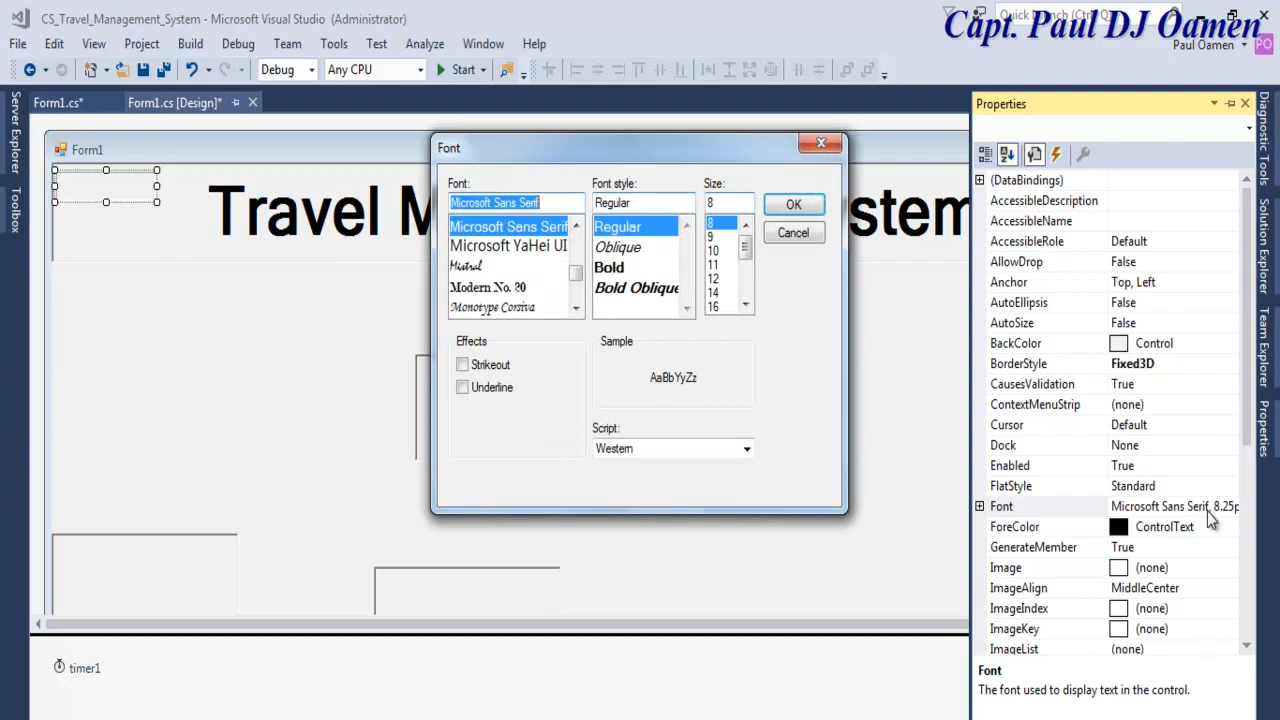 CS_Travel_Management_System - Microsoft Visual Studio (Administrator)
Quick Launch (Ctrl+Q)
Capt. Paul DJ Oamen
File Edit View Project Build Debug Team Tools Test Analyze Window Help
Paul Oamen PO
Debug Any CPU Start
Form1.cs* Form1.cs [Design]*
Server Explorer
Toolbox
Form1
Travel M
stem
Font
Font: Font style: Size:
Microsoft Sans Serif Regular 8
OK
Cancel
Microsoft Sans Serif
Microsoft YaHei UI
Mistral
Modern No. 20
Monotype Corsiva
Regular
Oblique
Bold
Bold Oblique
8
9
10
11
12
14
16
Effects
Strikeout
Underline
Sample
AaBbYyZz
Script:
Western
timer1
Properties
(DataBindings)
AccessibleDescription
AccessibleName
AccessibleRole Default
AllowDrop False
Anchor Top, Left
AutoEllipsis False
AutoSize False
BackColor Control
BorderStyle Fixed3D
CausesValidation True
ContextMenuStrip (none)
Cursor Default
Dock None
Enabled True
FlatStyle Standard
Font Microsoft Sans Serif, 8.25p
ForeColor ControlText
GenerateMember True
Image (none)
ImageAlign MiddleCenter
ImageIndex (none)
ImageKey (none)
ImageList (none)
Font
The font used to display text in the control.
Diagnostic Tools
Solution Explorer
Team Explorer
Properties